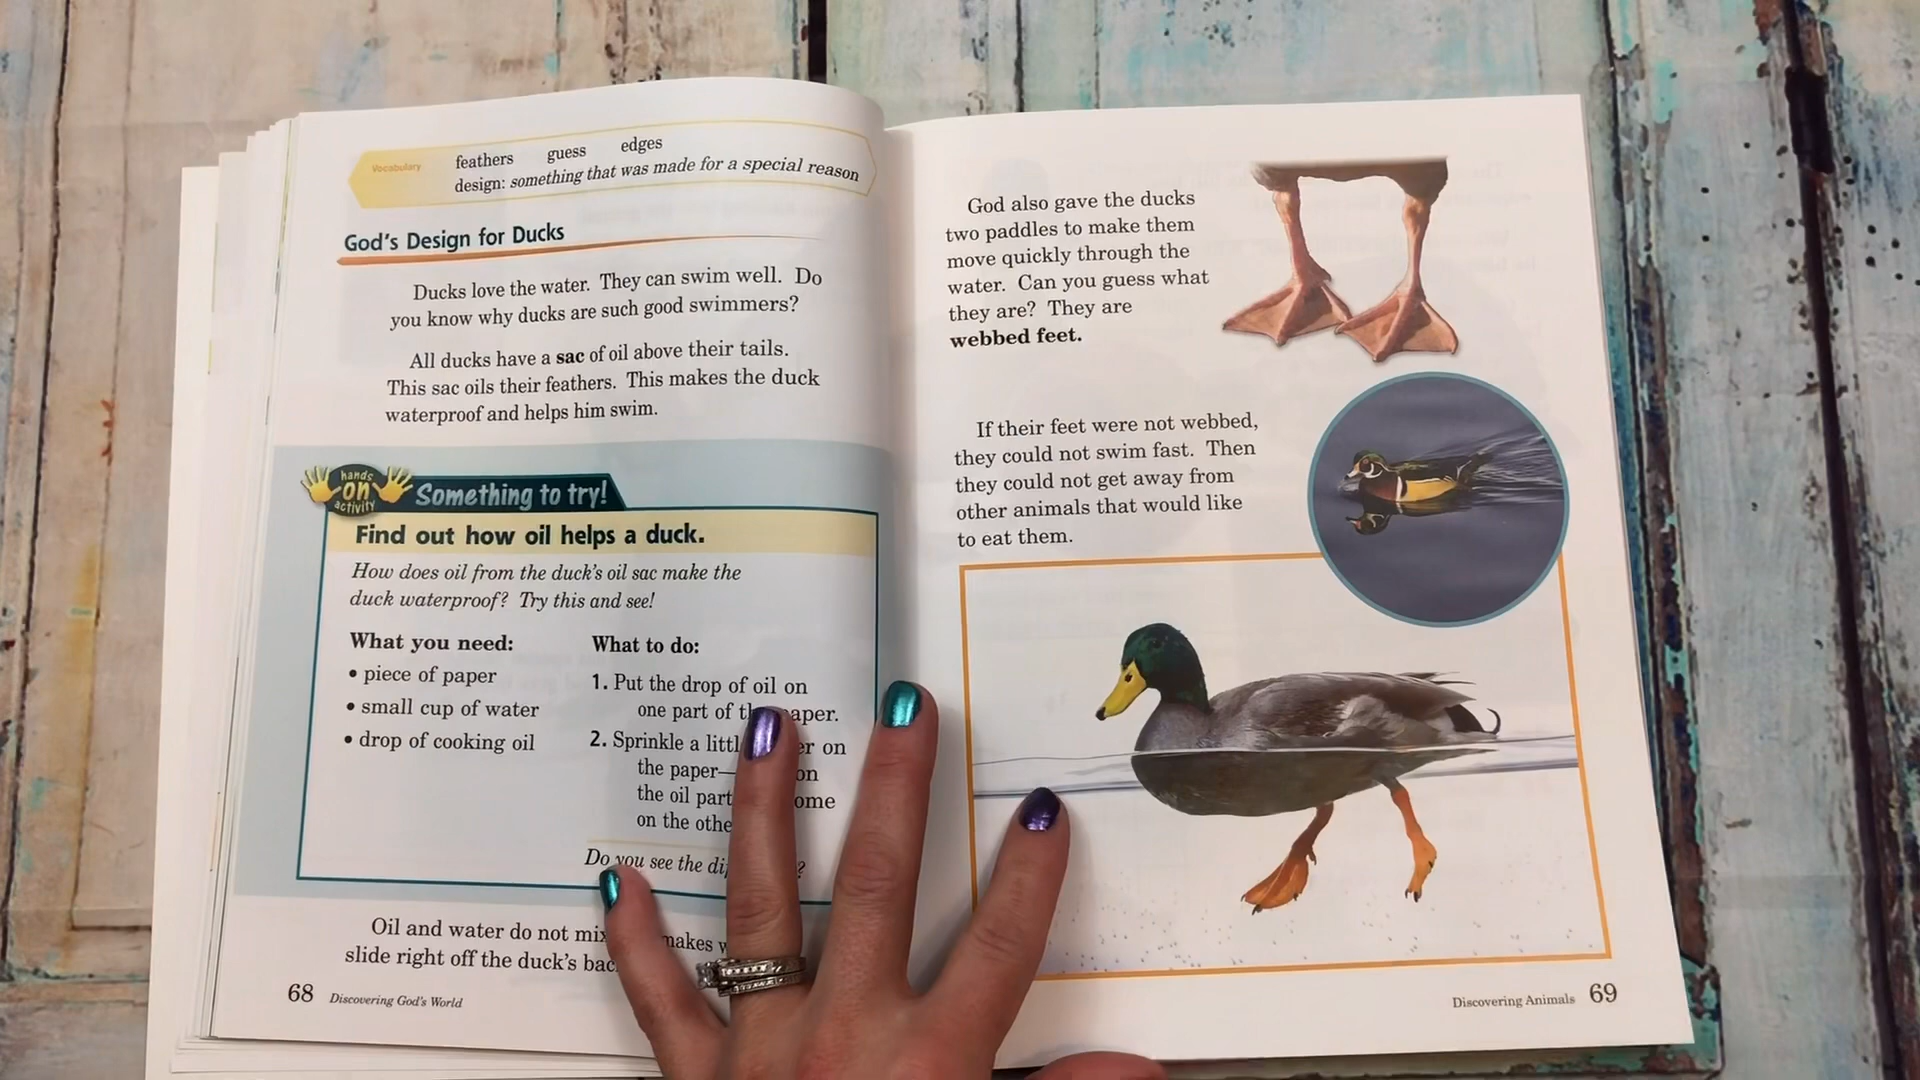 Vocabulary
feathers guess edges
design: something that was made for a special reason
God's Design for Ducks
Ducks love the water. They can swim well. Do
you know why ducks are such good swimmers?
All ducks have a sac of oil above their tails.
This sac oils their feathers. This makes the duck
waterproof and helps him swim.
hands
on
activity
Something to try!
Find out how oil helps a duck.
How does oil from the duck's oil sac make the
duck waterproof? Try this and see!
What you need:
• piece of paper
• small cup of water
• drop of cooking oil
What to do:
1. Put the drop of oil on
one part of paper.
2. Sprinkle a on
the paper— on
the oil part
on the
Do you see the
Oil and water do not makes
slide right off the duck's
68 Discovering God's World
God also gave the ducks
two paddles to make them
move quickly through the
water. Can you guess what
they are? They are
webbed feet.
If their feet were not webbed,
they could not swim fast. Then
they could not get away from
other animals that would like
to eat them.
Discovering Animals 69